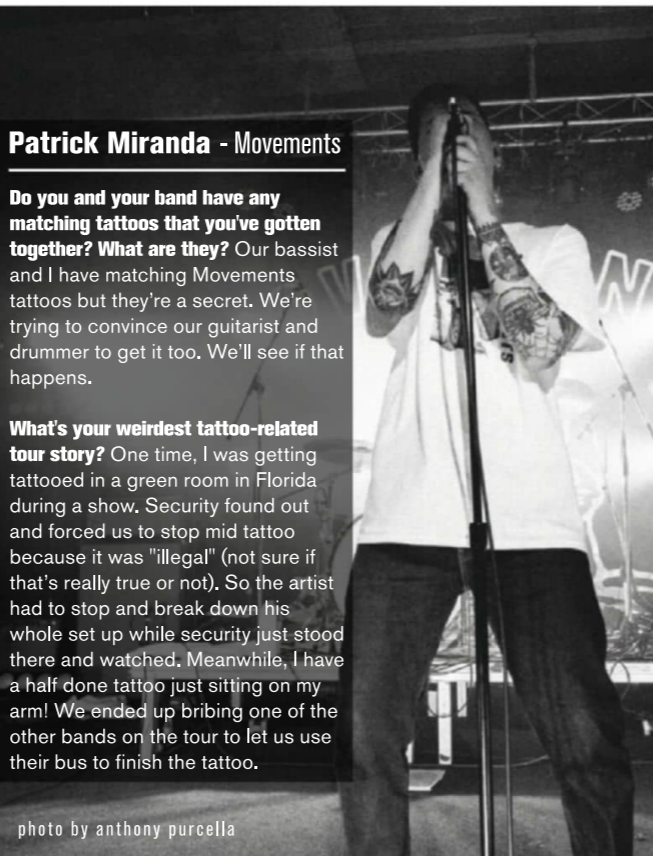 Patrick Miranda - Movements
Do you and your band have any
matching tattoos that you've gotten
together? What are they? Our bassist
and I have matching Movements
tattoos but they're a secret. We're
trying to convince our guitarist and
drummer to get it too. We'll see if that
happens.
What's your weirdest tattoo-related
tour story? One time, I was getting
tattooed in a green room in Florida
during a show. Security found out
and forced us to stop mid tattoo
because it was "illegal" (not sure if
that's really true or not). So the artist
had to stop and break down his
whole set up while security just stood
there and watched. Meanwhile, I have
a half done tattoo just sitting on my
arm! We ended up bribing one of the
other bands on the tour to let us use
their bus to finish the tattoo.
photo by anthony purcella